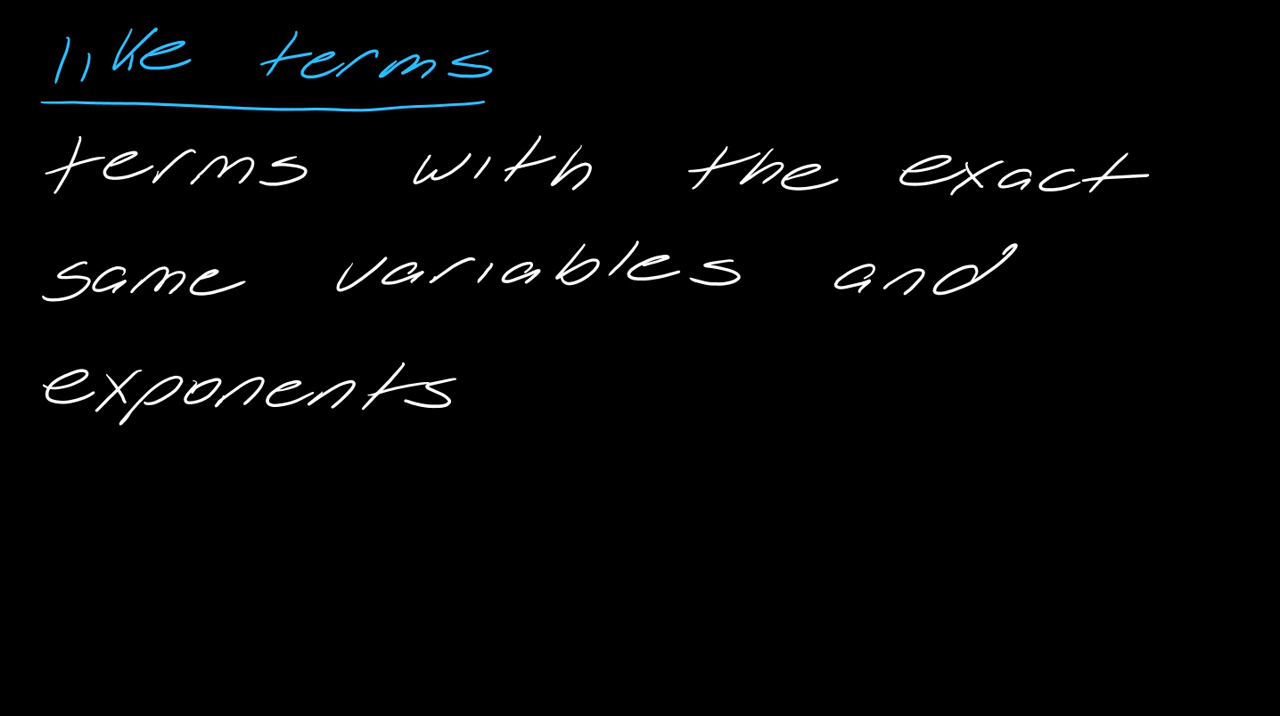 like terms
terms with the exact
same variables and
exponents